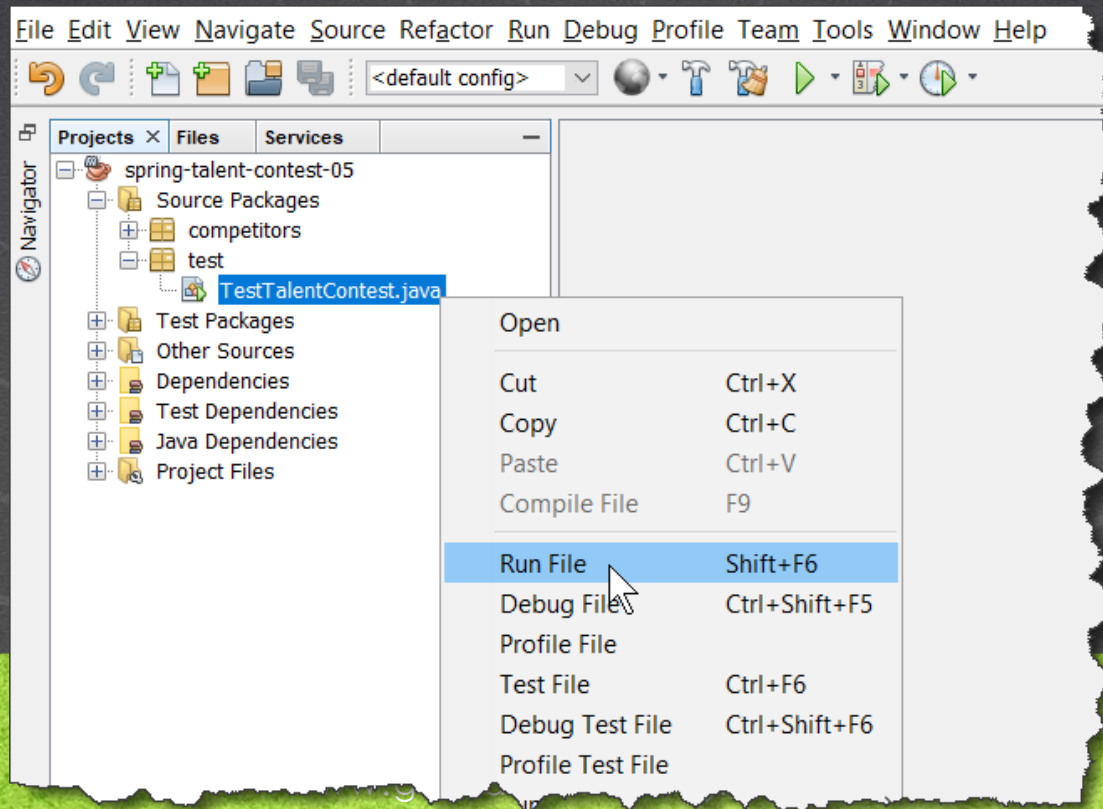 File Edit View Navigate Source Refactor Run Debug Profile Team Tools Window Help
<default config>
Projects × Files Services
Navigator
spring-talent-contest-05
Source Packages
competitors
test
TestTalentContest.java
Test Packages
Other Sources
Dependencies
Test Dependencies
Java Dependencies
Project Files
Open
Cut Ctrl+X
Copy Ctrl+C
Paste Ctrl+V
Compile File F9
Run File Shift+F6
Debug File Ctrl+Shift+F5
Profile File
Test File Ctrl+F6
Debug Test File Ctrl+Shift+F6
Profile Test File